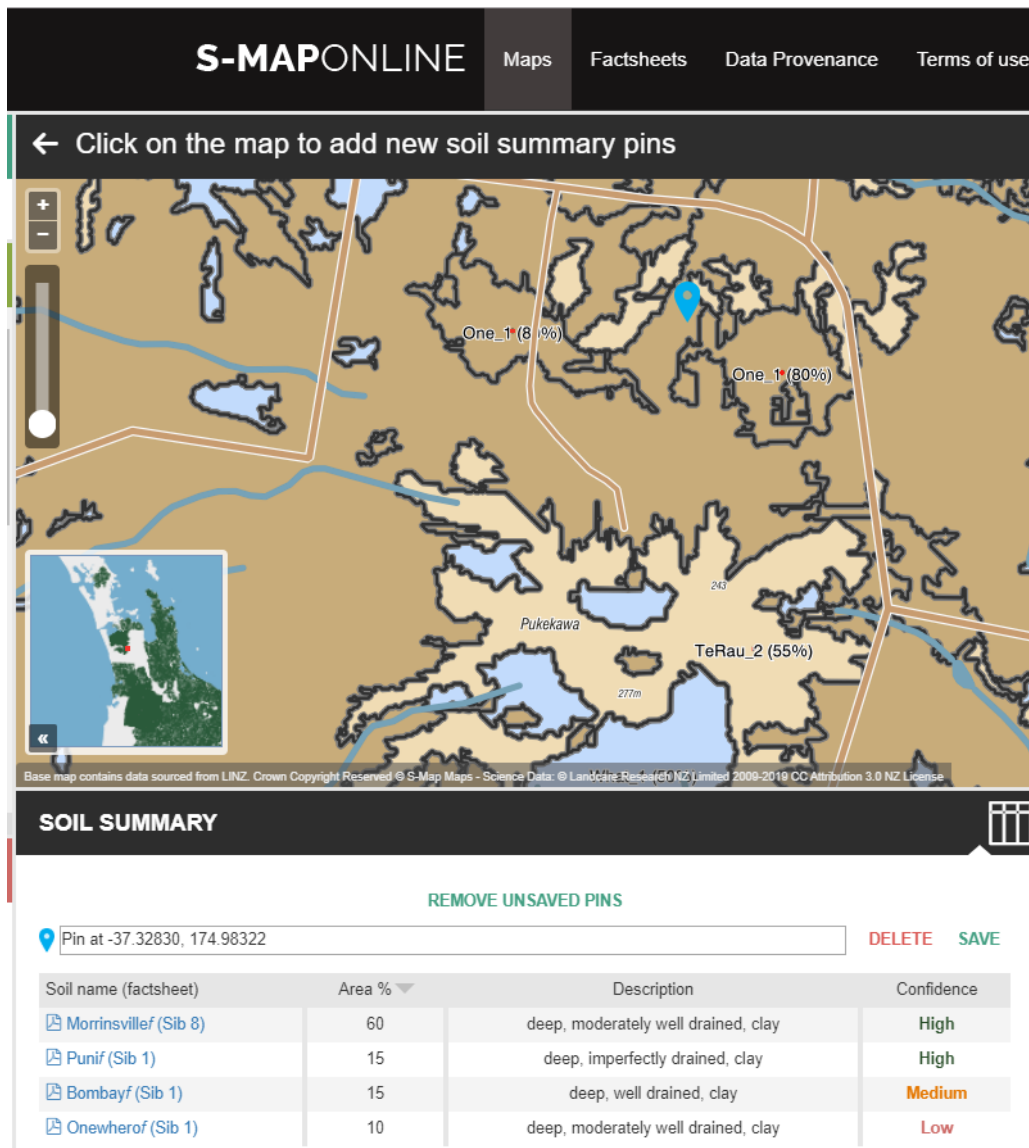 S-MAPONLINE Maps Factsheets Data Provenance Terms of use
← Click on the map to add new soil summary pins
+
−
One_1 (80%)
One_1 (80%)
243
Pukekawa
TeRau_2 (55%)
277m
«
Base map contains data sourced from LINZ. Crown Copyright Reserved © S-Map Maps - Science Data: © Landcare Research NZ Limited 2009-2019 CC Attribution 3.0 NZ License
SOIL SUMMARY
REMOVE UNSAVED PINS
Pin at -37.32830, 174.98322 DELETE SAVE
Soil name (factsheet) Area % Description Confidence
Morrinsvillef (Sib 8) 60 deep, moderately well drained, clay High
Punif (Sib 1) 15 deep, imperfectly drained, clay High
Bombayf (Sib 1) 15 deep, well drained, clay Medium
Onewherof (Sib 1) 10 deep, moderately well drained, clay Low